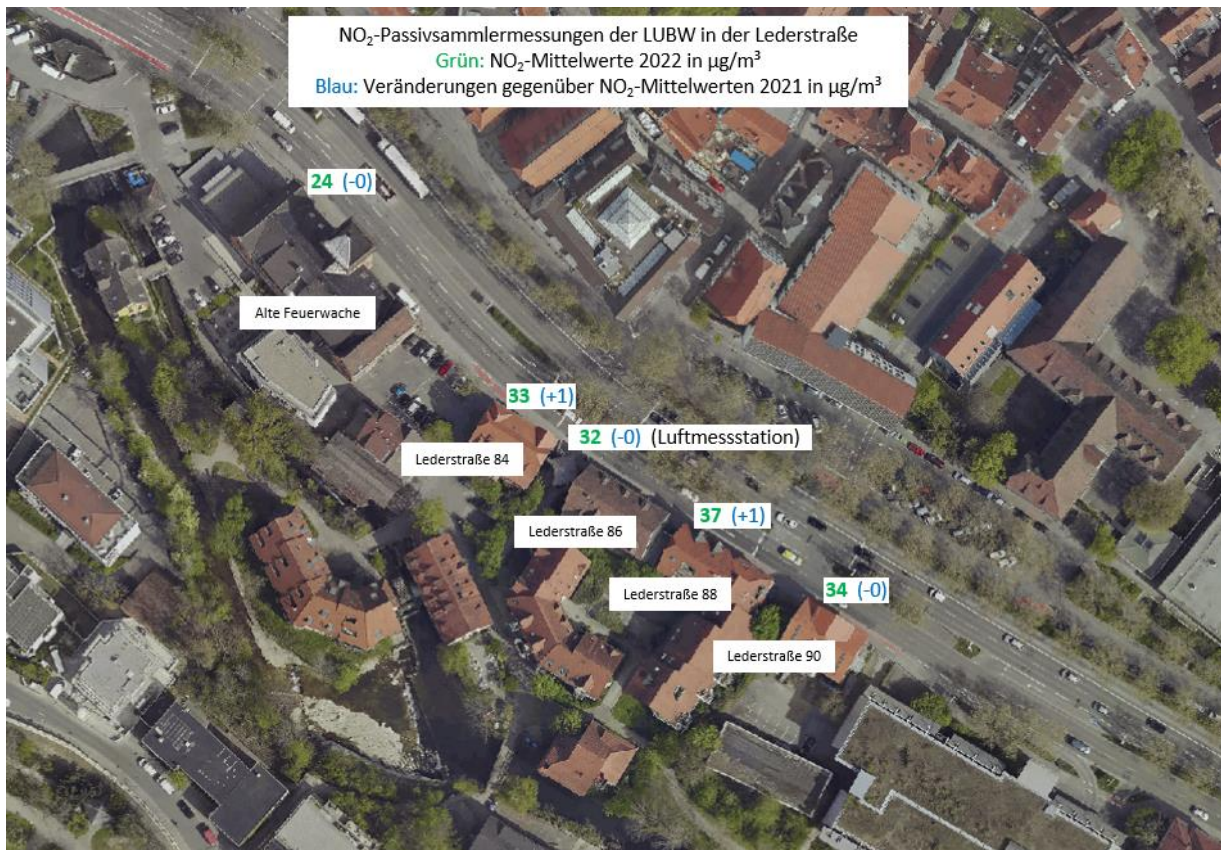 NO₂-Passivsammlermessungen der LUBW in der Lederstraße
Grün: NO₂-Mittelwerte 2022 in µg/m³
Blau: Veränderungen gegenüber NO₂-Mittelwerten 2021 in µg/m³
24 (-0)
Alte Feuerwache
33 (+1)
32 (-0) (Luftmessstation)
Lederstraße 84
37 (+1)
Lederstraße 86
Lederstraße 88
34 (-0)
Lederstraße 90